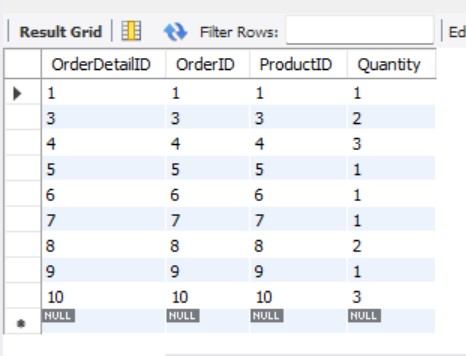 Result Grid Filter Rows: Ed
OrderDetailID OrderID ProductID Quantity
1 1 1 1
3 3 3 2
4 4 4 3
5 5 5 1
6 6 6 1
7 7 7 1
8 8 8 2
9 9 9 1
10 10 10 3
NULL NULL NULL NULL